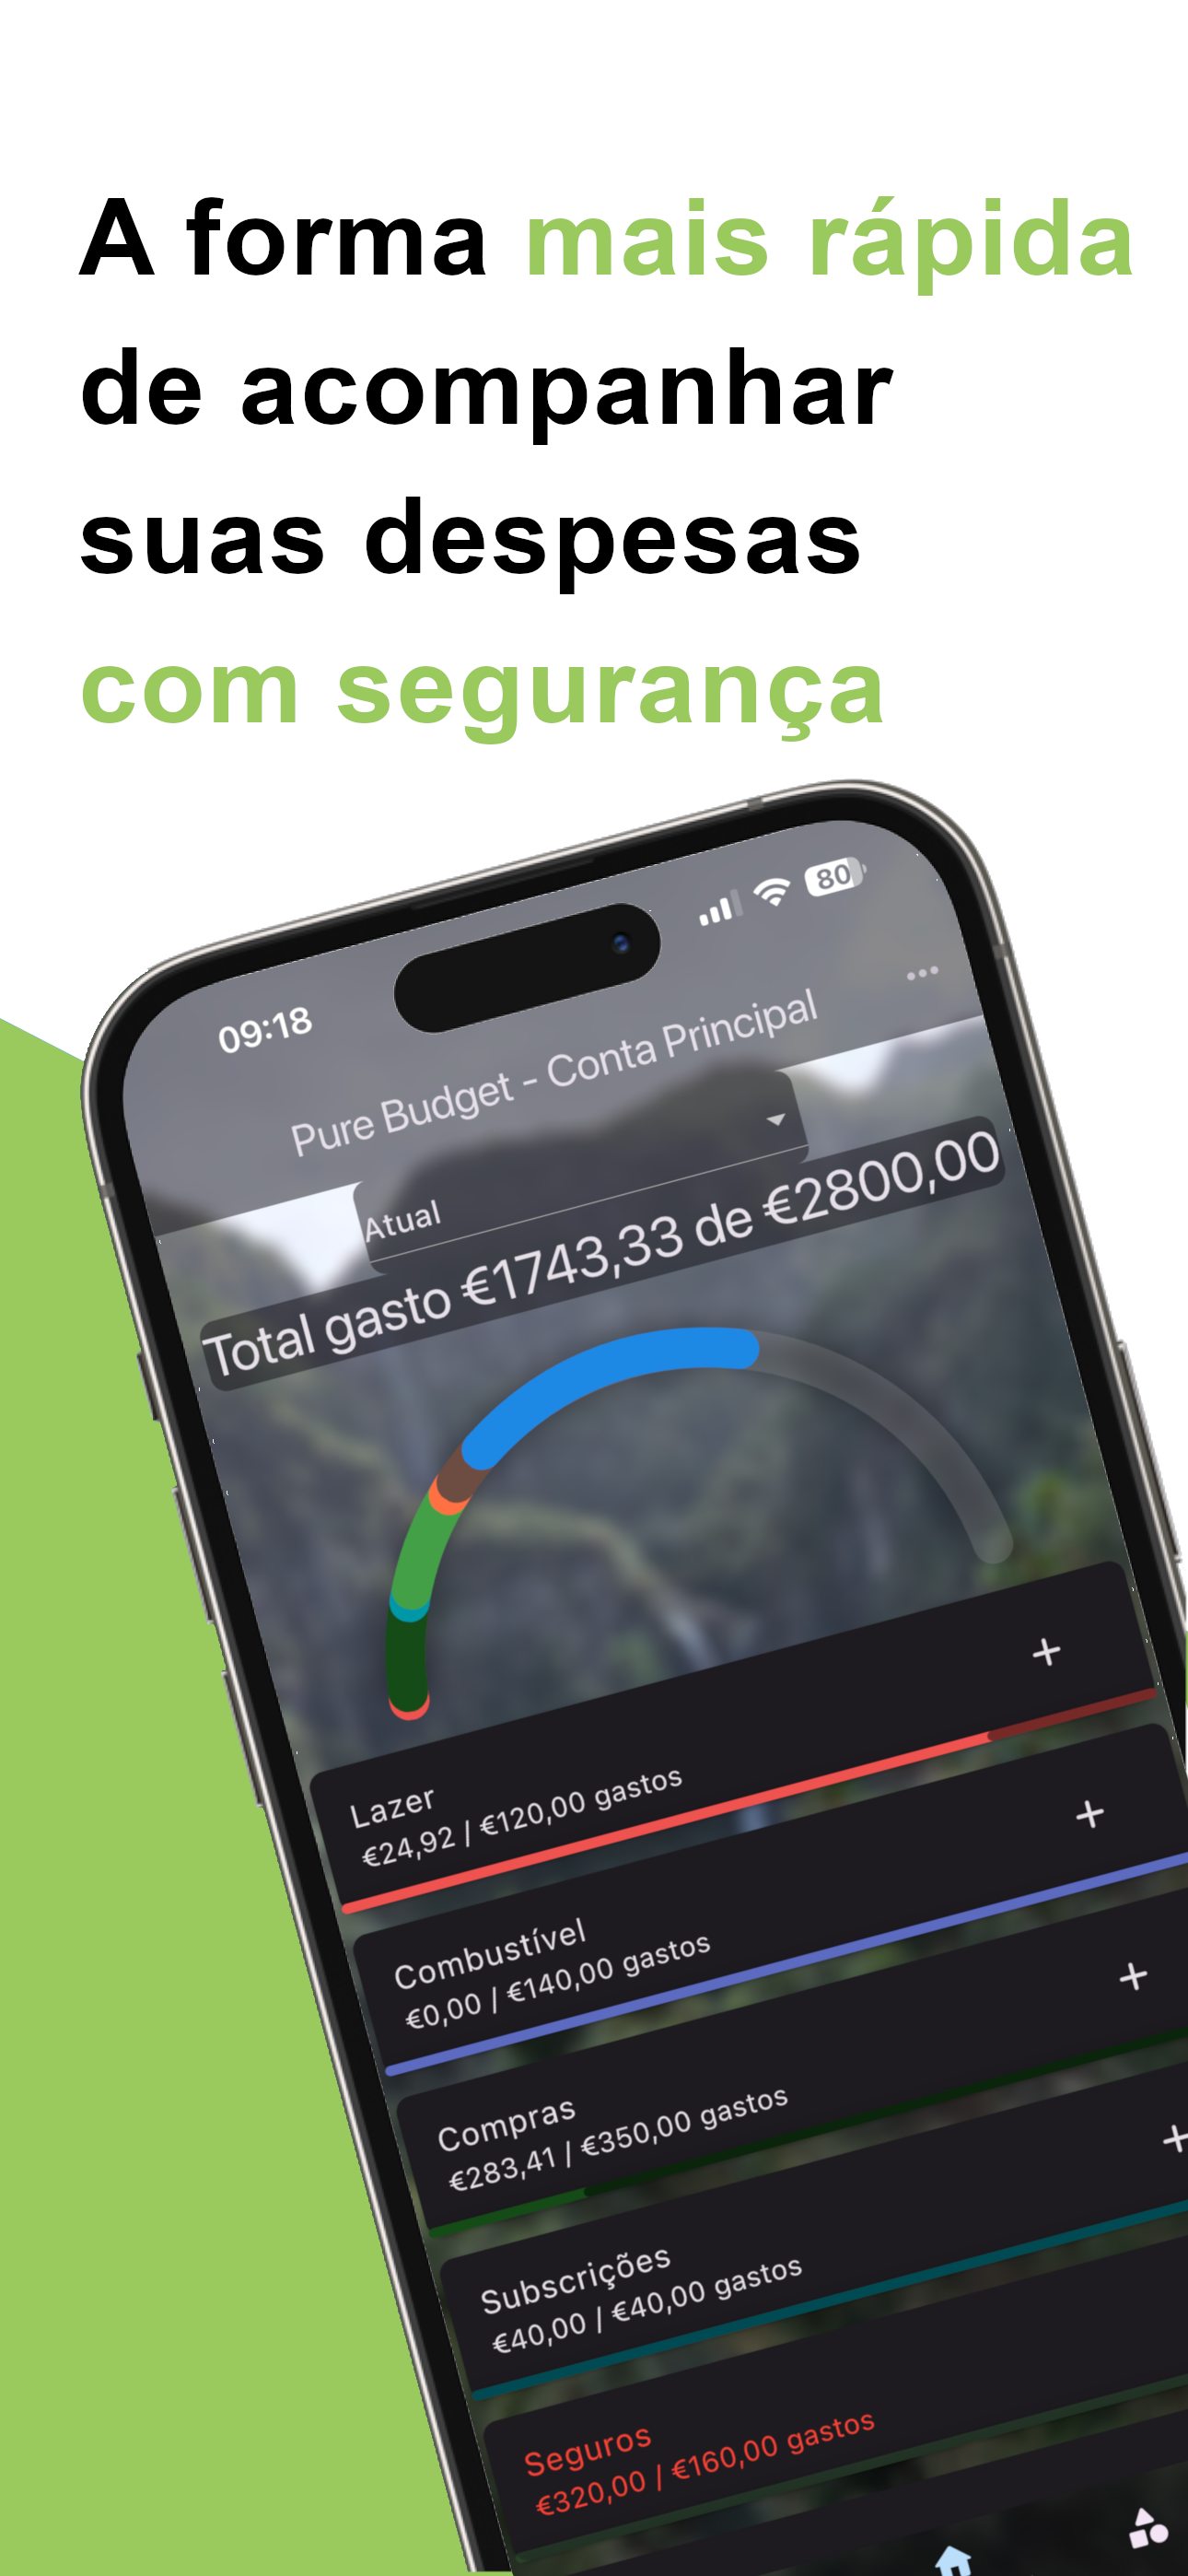 A forma mais rápida
de acompanhar
suas despesas
com segurança
09:18
80
Pure Budget - Conta Principal
Atual
Total gasto €1743,33 de €2800,00
Lazer
€24,92 / €120,00 gastos
Combustível
€0,00 / €140,00 gastos
Compras
€283,41 / €350,00 gastos
Subscrições
€40,00 / €40,00 gastos
Seguros
€320,00 / €160,00 gastos